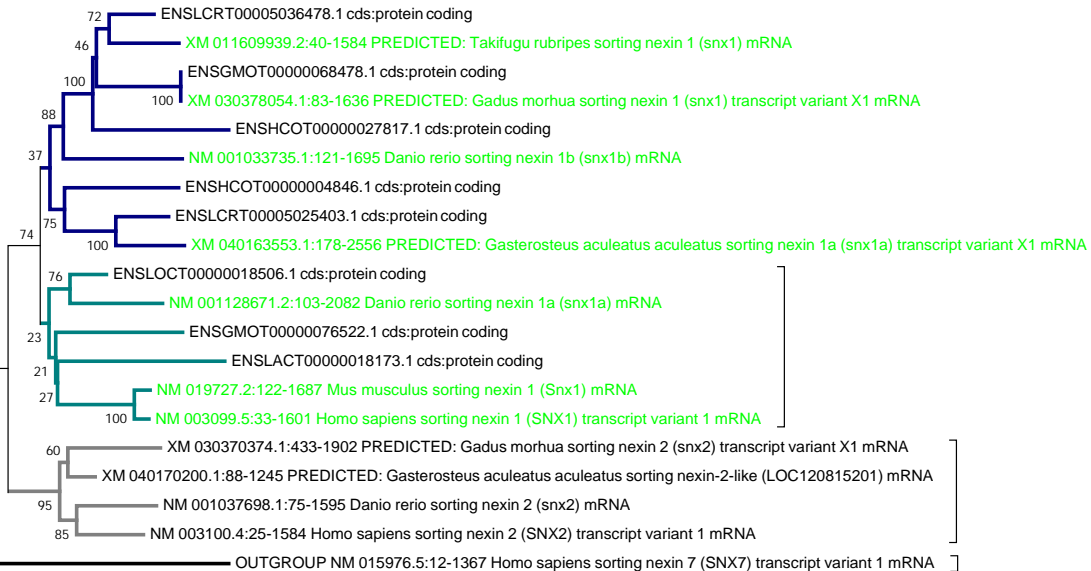 72
ENSLCRT00005036478.1 cds:protein coding
46
XM 011609939.2:40-1584 PREDICTED: Takifugu rubripes sorting nexin 1 (snx1) mRNA
ENSGMOT00000068478.1 cds:protein coding
100
100
XM 030378054.1:83-1636 PREDICTED: Gadus morhua sorting nexin 1 (snx1) transcript variant X1 mRNA
88
ENSHCOT00000027817.1 cds:protein coding
37
NM 001033735.1:121-1695 Danio rerio sorting nexin 1b (snx1b) mRNA
ENSHCOT00000004846.1 cds:protein coding
75
ENSLCRT00005025403.1 cds:protein coding
74
100
XM 040163553.1:178-2556 PREDICTED: Gasterosteus aculeatus aculeatus sorting nexin 1a (snx1a) transcript variant X1 mRNA
76
ENSLOCT00000018506.1 cds:protein coding
NM 001128671.2:103-2082 Danio rerio sorting nexin 1a (snx1a) mRNA
23
ENSGMOT00000076522.1 cds:protein coding
21
ENSLACT00000018173.1 cds:protein coding
27
NM 019727.2:122-1687 Mus musculus sorting nexin 1 (Snx1) mRNA
100
NM 003099.5:33-1601 Homo sapiens sorting nexin 1 (SNX1) transcript variant 1 mRNA
60
XM 030370374.1:433-1902 PREDICTED: Gadus morhua sorting nexin 2 (snx2) transcript variant X1 mRNA
XM 040170200.1:88-1245 PREDICTED: Gasterosteus aculeatus aculeatus sorting nexin-2-like (LOC120815201) mRNA
95
NM 001037698.1:75-1595 Danio rerio sorting nexin 2 (snx2) mRNA
85
NM 003100.4:25-1584 Homo sapiens sorting nexin 2 (SNX2) transcript variant 1 mRNA
OUTGROUP NM 015976.5:12-1367 Homo sapiens sorting nexin 7 (SNX7) transcript variant 1 mRNA